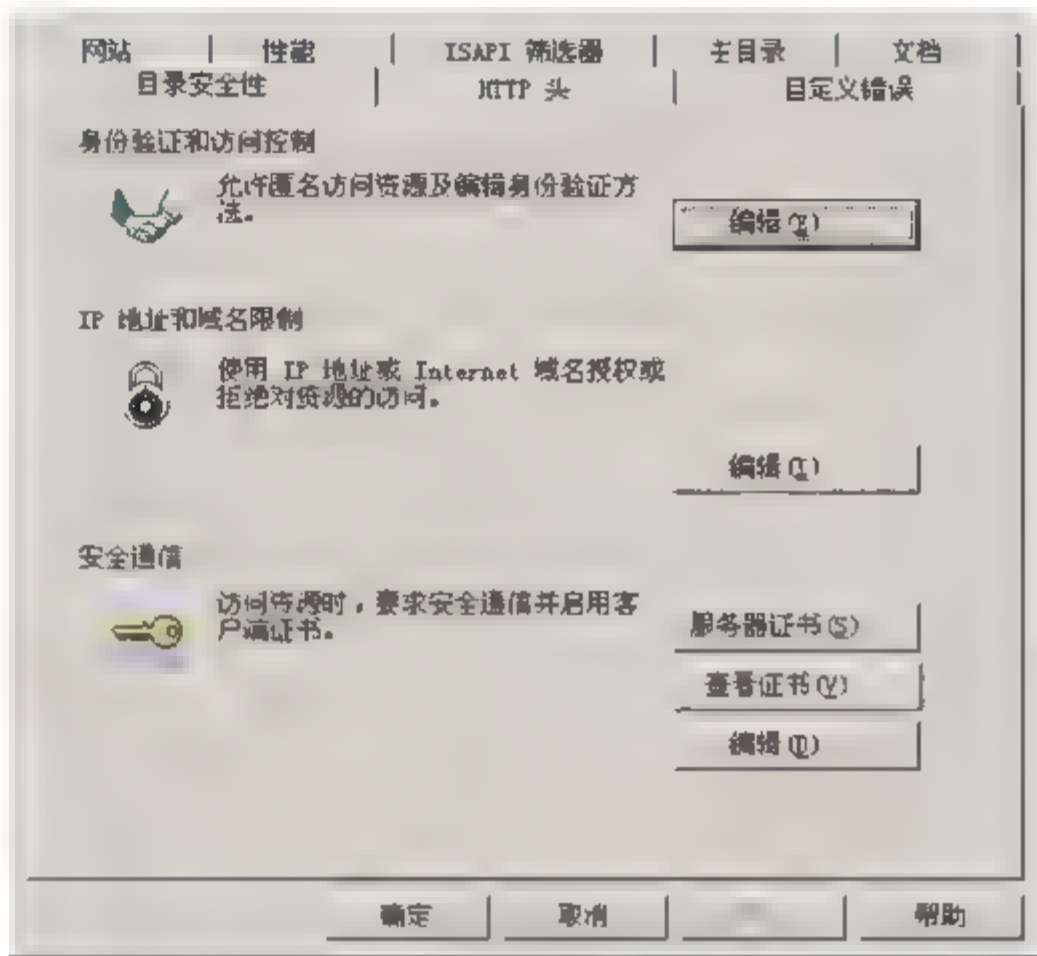 网站 性能 ISAPI 筛选器 主目录 文档
目录安全性 HTTP 头 自定义错误
身份验证和访问控制
允许匿名访问资源及编辑身份验证方
法。
编辑(E)
IP 地址和域名限制
使用 IP 地址或 Internet 域名授权或
拒绝对资源的访问。
编辑(I)
安全通信
访问资源时，要求安全通信并启用客
户端证书。
服务器证书(S)
查看证书(V)
编辑(D)
确定 取消 帮助